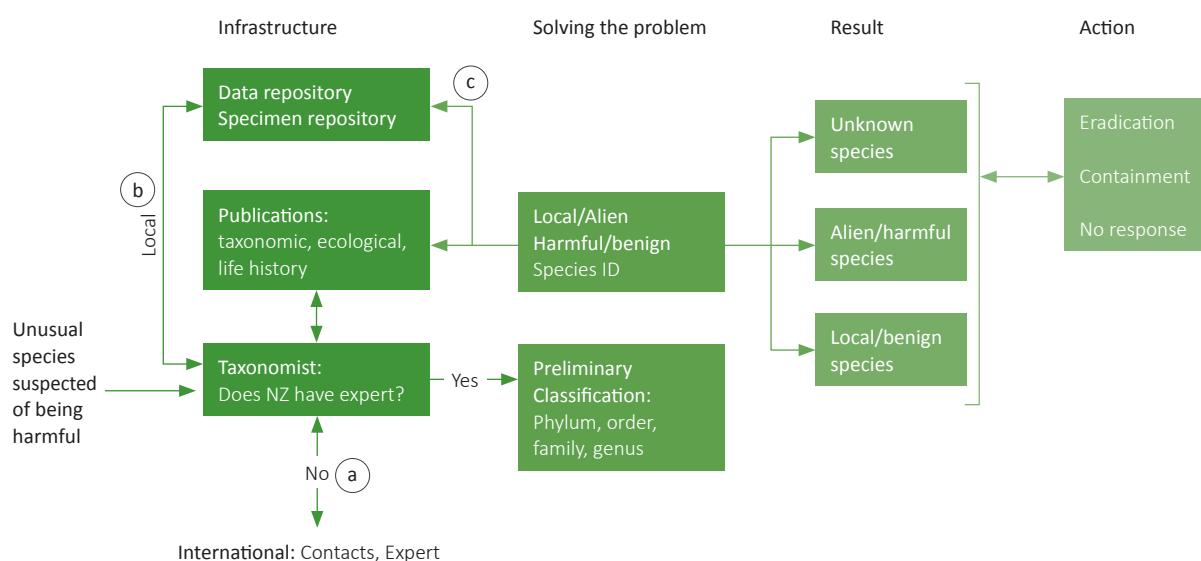 Infrastructure
Solving the problem
Result
Action
Data repository
Specimen repository
c
b
Local
Publications:
taxonomic, ecological,
life history
Local/Alien
Harmful/benign
Species ID
Unknown
species
Alien/harmful
species
Local/benign
species
Eradication
Containment
No response
Unusual
species
suspected
of being
harmful
Taxonomist:
Does NZ have expert?
Yes
Preliminary
Classification:
Phylum, order,
family, genus
No
a
International: Contacts, Expert